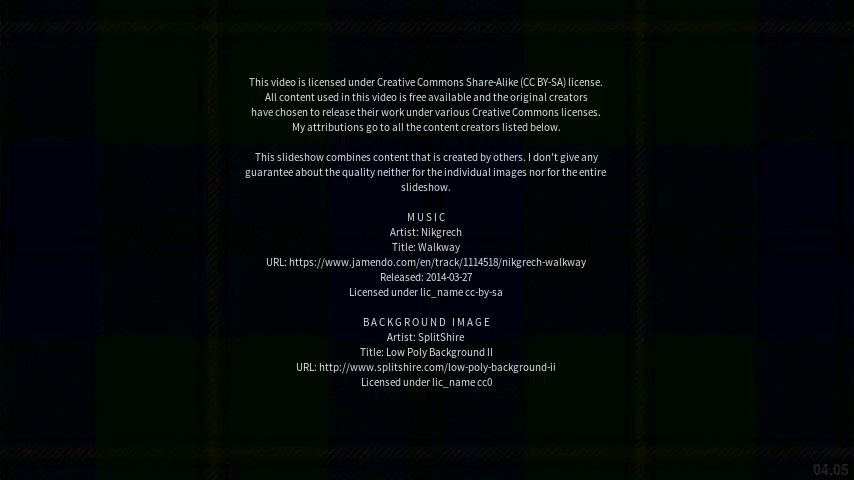 This video is licensed under Creative Commons Share-Alike (CC BY-SA) license.
All content used in this video is free available and the original creators
have chosen to release their work under various Creative Commons licenses.
My attributions go to all the content creators listed below.
This slideshow combines content that is created by others. I don't give any
guarantee about the quality neither for the individual images nor for the entire
slideshow.
MUSIC
Artist: Nikgrech
Title: Walkway
URL: https://www.jamendo.com/en/track/1114518/nikgrech-walkway
Released: 2014-03-27
Licensed under lic_name cc-by-sa
BACKGROUND IMAGE
Artist: SplitShire
Title: Low Poly Background II
URL: http://www.splitshire.com/low-poly-background-ii
Licensed under lic_name cc0
04.05